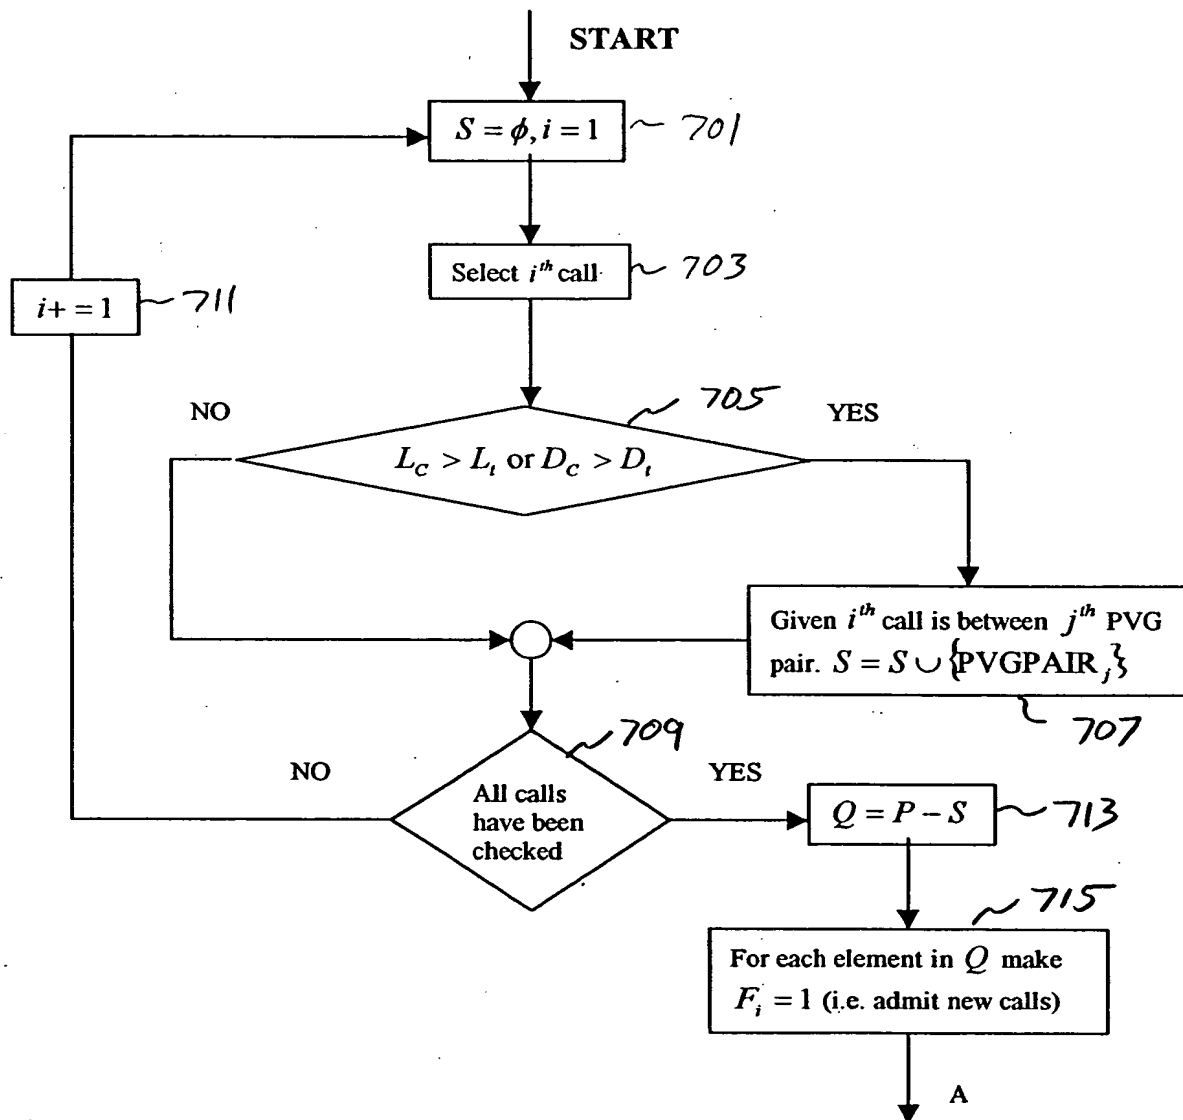 START
S = ϕ, i = 1
701
Select i^th call
703
i+ = 1
711
705
NO
YES
L_C > L_t or D_C > D_t
Given i^th call is between j^th PVG
pair. S = S ∪ {PVGPAIR_j}
707
709
NO
YES
All calls
have been
checked
Q = P − S
713
715
For each element in Q make
F_i = 1 (i.e. admit new calls)
A